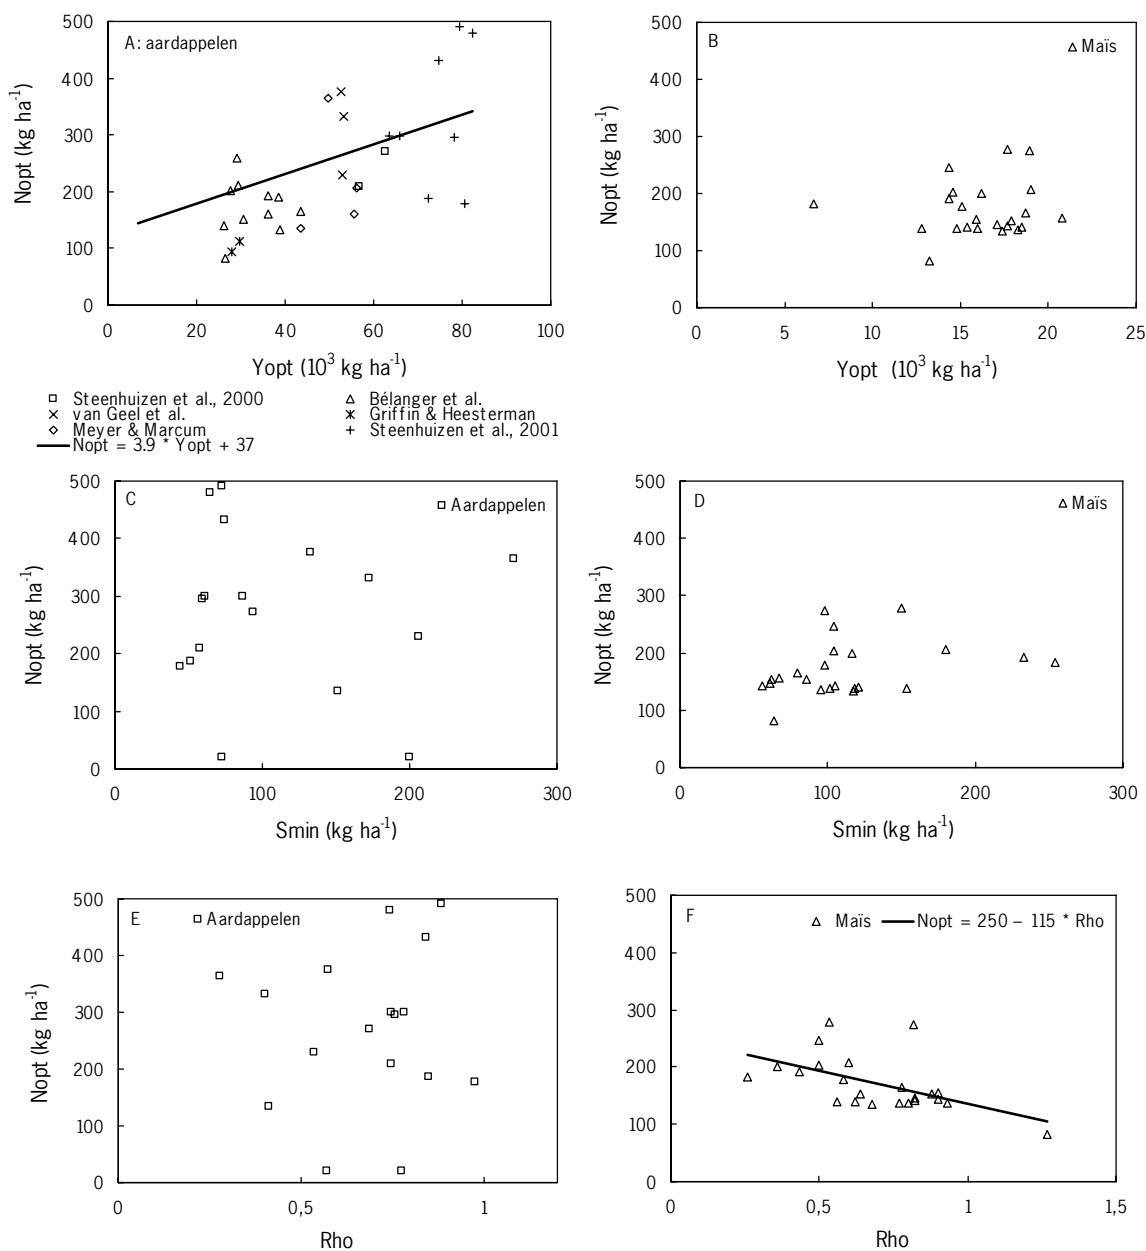 A: aardappelen
500
400
300
200
100
0
Nopt (kg ha-1)
0 20 40 60 80 100
Yopt (10³ kg ha-1)
B
Maïs
500
400
300
200
100
0
Nopt (kg ha-1)
0 5 10 15 20 25
Yopt (10³ kg ha-1)
Steenhuizen et al., 2000
Bélanger et al.
van Geel et al.
Griffin & Heesterman
Meyer & Marcum
Steenhuizen et al., 2001
Nopt = 3.9 * Yopt + 37
C
Aardappelen
500
400
300
200
100
0
Nopt (kg ha-1)
0 100 200 300
Smin (kg ha-1)
D
Maïs
500
400
300
200
100
0
Nopt (kg ha-1)
0 100 200 300
Smin (kg ha-1)
E
Aardappelen
500
400
300
200
100
0
Nopt (kg ha-1)
0 0,5 1
Rho
F
Maïs Nopt = 250 – 115 * Rho
500
400
300
200
100
0
Nopt (kg ha-1)
0 0,5 1 1,5
Rho